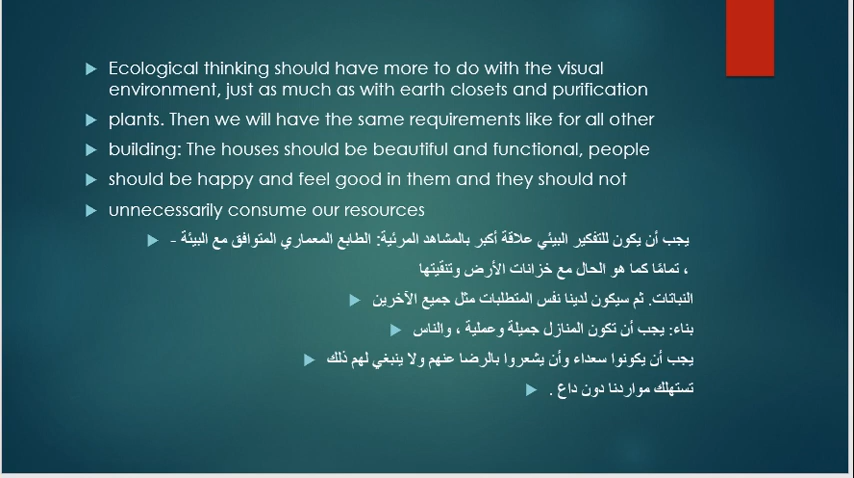 Ecological thinking should have more to do with the visual
environment, just as much as with earth closets and purification
plants. Then we will have the same requirements like for all other
building: The houses should be beautiful and functional, people
should be happy and feel good in them and they should not
unnecessarily consume our resources
يجب أن يكون للتفكير البيئي علاقة أكبر بالمشاهد المرئية: الطابع المعماري المتوافق مع البيئة -
، تمامًا كما هو الحال مع خزانات الأرض وتنقيتها
النباتات. ثم سيكون لدينا نفس المتطلبات مثل جميع الآخرين
بناء: يجب أن تكون المنازل جميلة وعملية ، والناس
يجب أن يكونوا سعداء وأن يشعروا بالرضا عنهم ولا ينبغي لهم ذلك
تستهلك مواردنا دون داع .